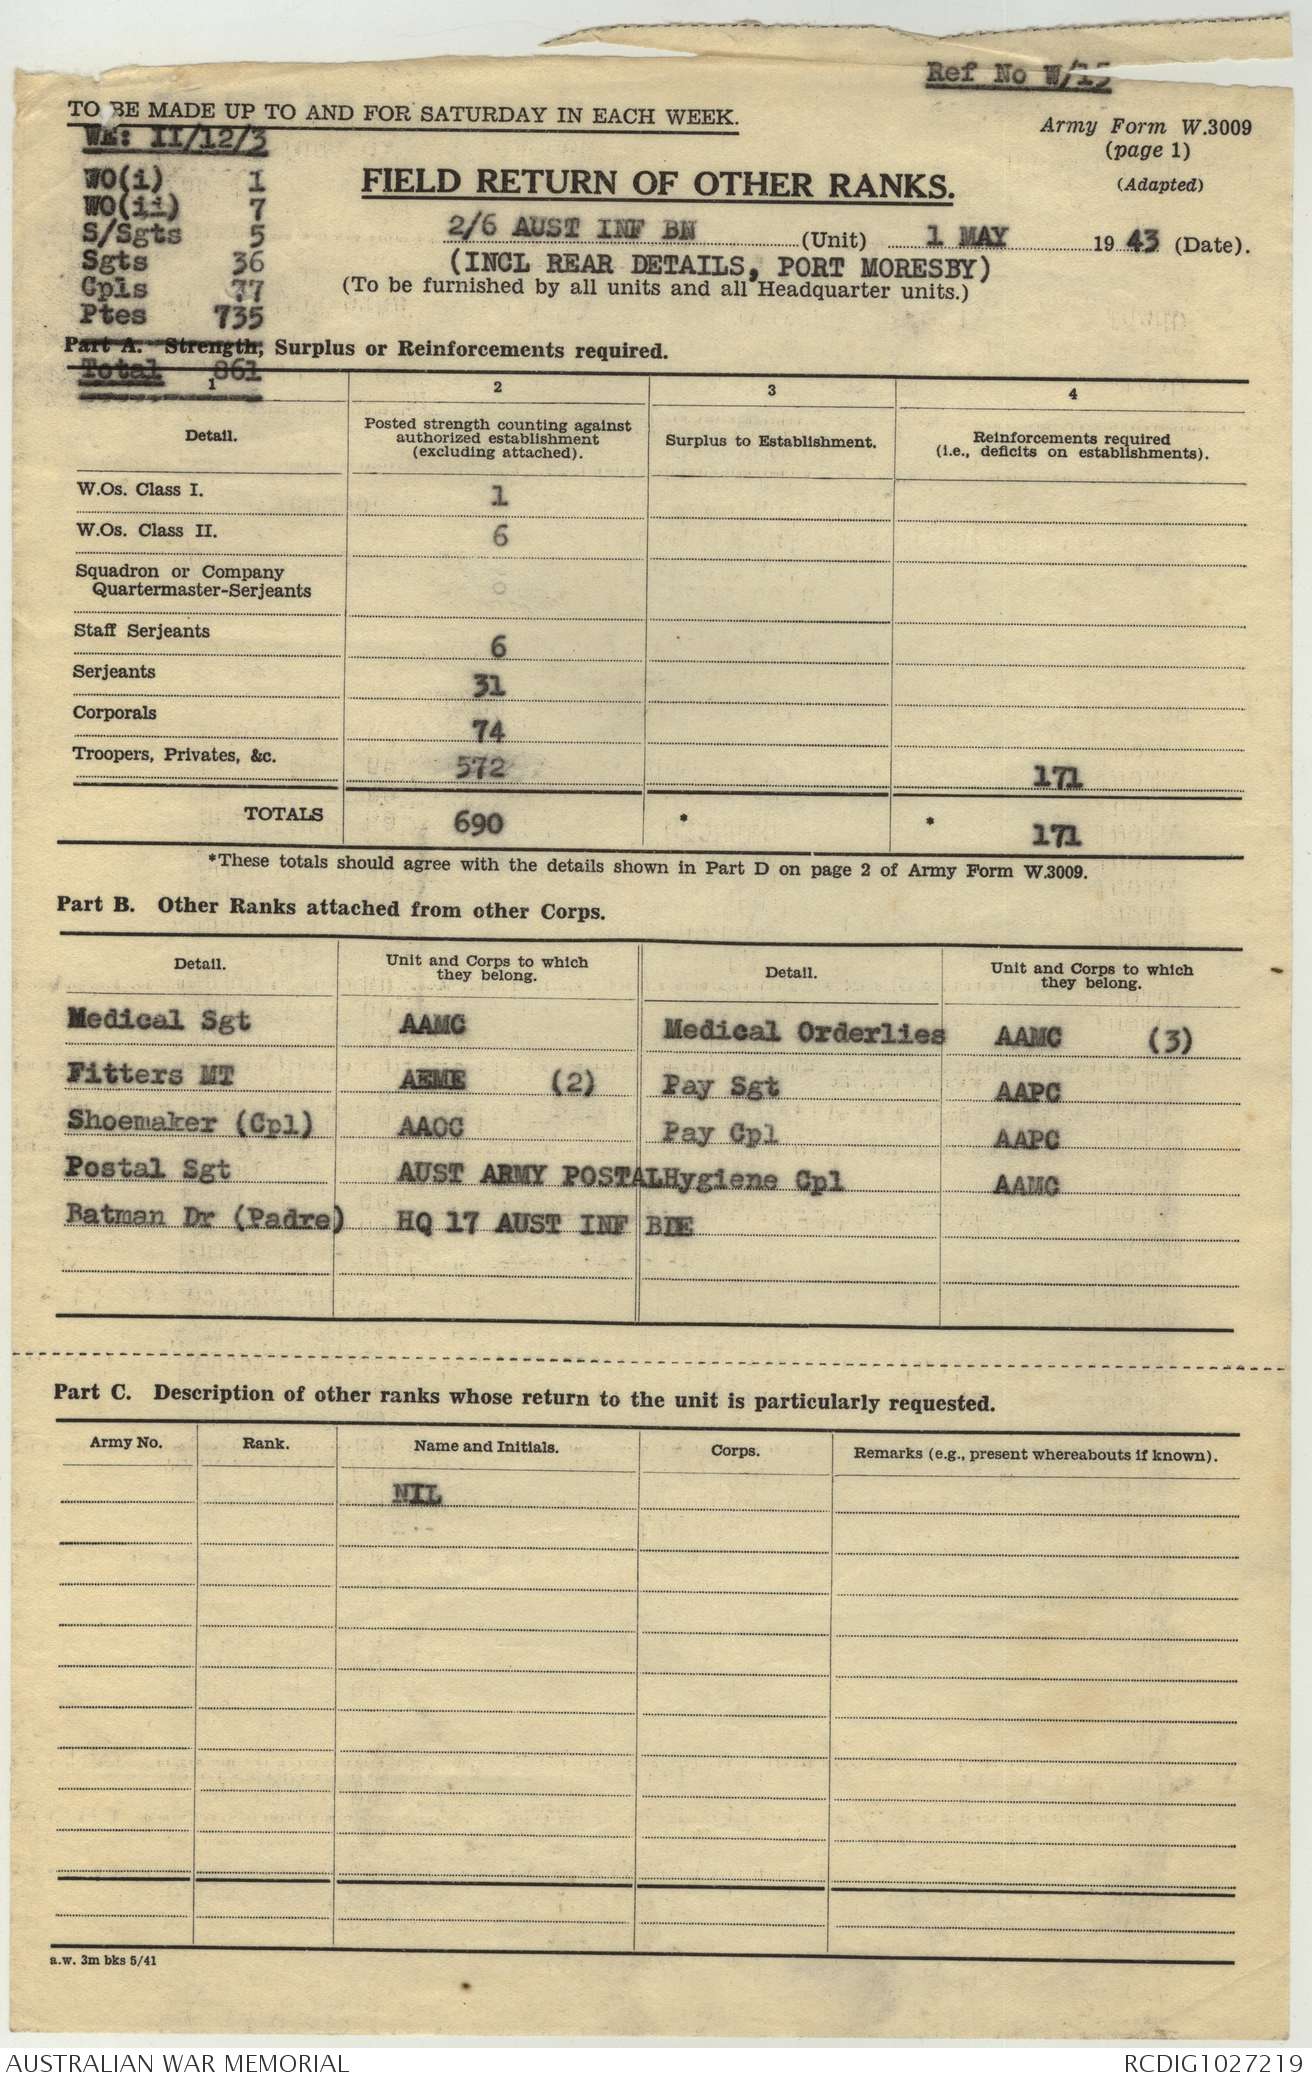 Ref No W/15
TO BE MADE UP TO AND FOR SATURDAY IN EACH WEEK.
Army Form W.3009
(page 1)
(Adapted)
WE: II/12/3
WO(i) 1
WO(ii) 7
S/Sgts 5
Sgts 36
Cpls 77
Ptes 735
Total 861
FIELD RETURN OF OTHER RANKS.
2/6 AUST INF BN (Unit) 1 MAY 1943 (Date).
(INCL REAR DETAILS, PORT MORESBY)
(To be furnished by all units and all Headquarter units.)
Part A. Strength, Surplus or Reinforcements required.
1 2 3 4
Detail. Posted strength counting against authorized establishment (excluding attached). Surplus to Establishment. Reinforcements required (i.e., deficits on establishments).
W.Os. Class I. 1
W.Os. Class II. 6
Squadron or Company
Quartermaster-Serjeants
Staff Serjeants 6
Serjeants 31
Corporals 74
Troopers, Privates, &c. 572 171
TOTALS 690 * * 171
*These totals should agree with the details shown in Part D on page 2 of Army Form W.3009.
Part B. Other Ranks attached from other Corps.
Detail. Unit and Corps to which they belong. Detail. Unit and Corps to which they belong.
Medical Sgt AAMC Medical Orderlies AAMC (3)
Fitters MT AEME (2) Pay Sgt AAPC
Shoemaker (Cpl) AAOC Pay Cpl AAPC
Postal Sgt AUST ARMY POSTAL Hygiene Cpl AAMC
Batman Dr (Padre) HQ 17 AUST INF BDE
Part C. Description of other ranks whose return to the unit is particularly requested.
Army No. Rank. Name and Initials. Corps. Remarks (e.g., present whereabouts if known).
NIL
a.w. 3m bks 5/41
AUSTRALIAN WAR MEMORIAL RCDIG1027219